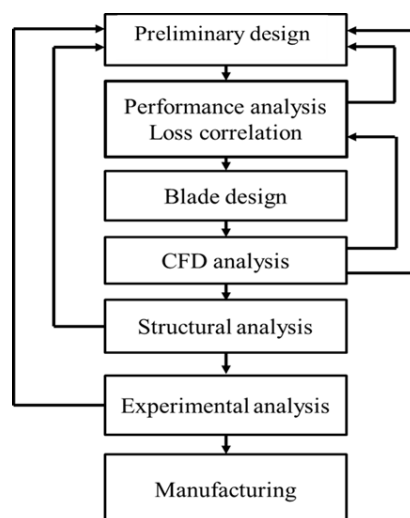 Preliminary design
Performance analysis
Loss correlation
Blade design
CFD analysis
Structural analysis
Experimental analysis
Manufacturing